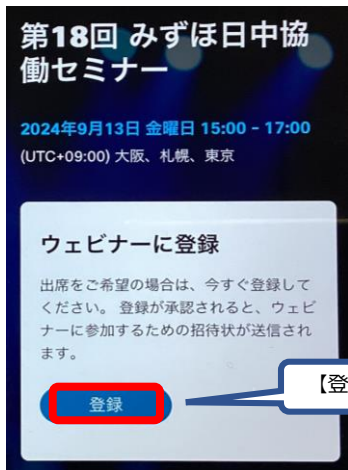 第18回 みずほ日中協
働セミナー
2024年9月13日 金曜日 15:00 - 17:00
(UTC+09:00) 大阪、札幌、東京
ウェビナーに登録
出席をご希望の場合は、今すぐ登録して
ください。 登録が承認されると、ウェビ
ナーに参加するための招待状が送信され
ます。
【登
登録